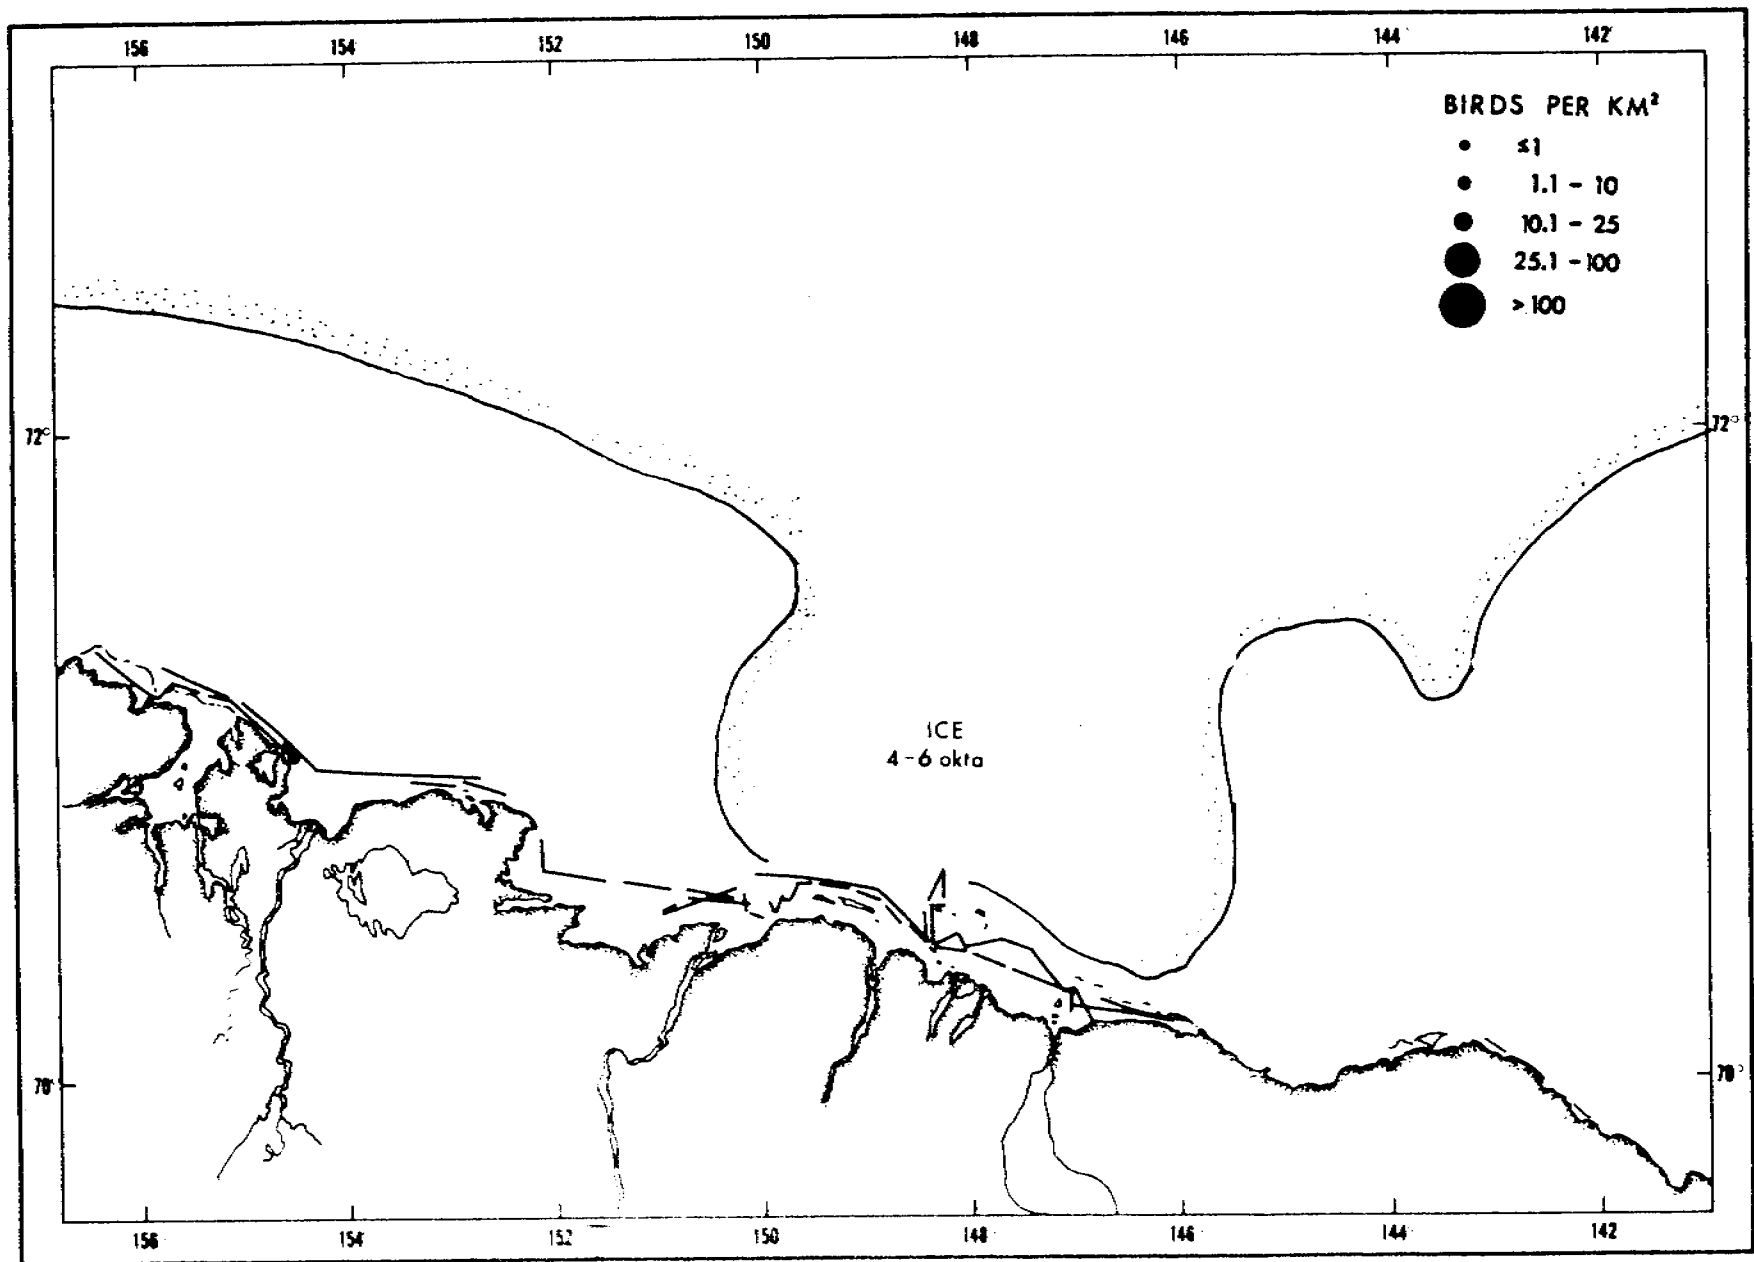 156 154 152 150 148 146 144 142
BIRDS PER KM²
≤1
1.1 - 10
10.1 - 25
25.1 - 100
> 100
72° 72°
ICE
4-6 okta
70° 70°
156 154 152 150 148 146 144 142